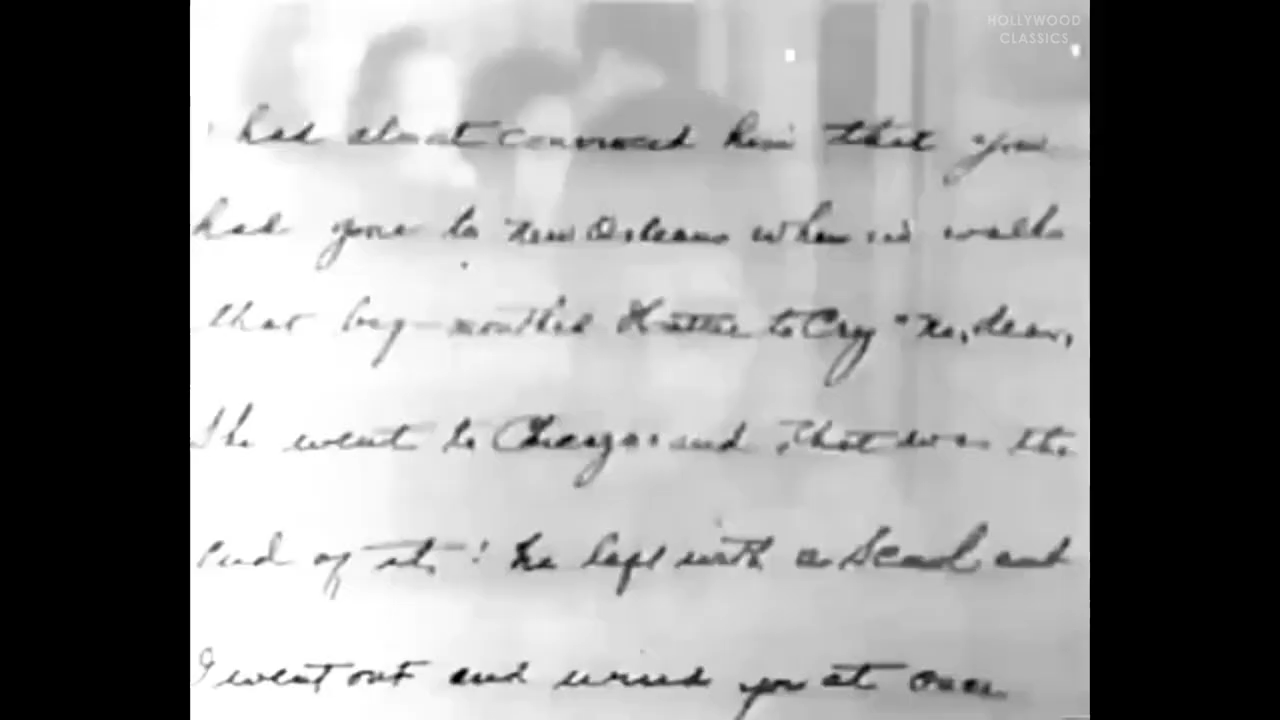 HOLLYWOOD
CLASSICS
had almost convinced him that you
had gone to New Orleans when in walks
that big-mouthed Hattie to cry "No, dear,
She went to Chicago" and that was the
end of it! He left with a scowl and
I went out and wired you at once